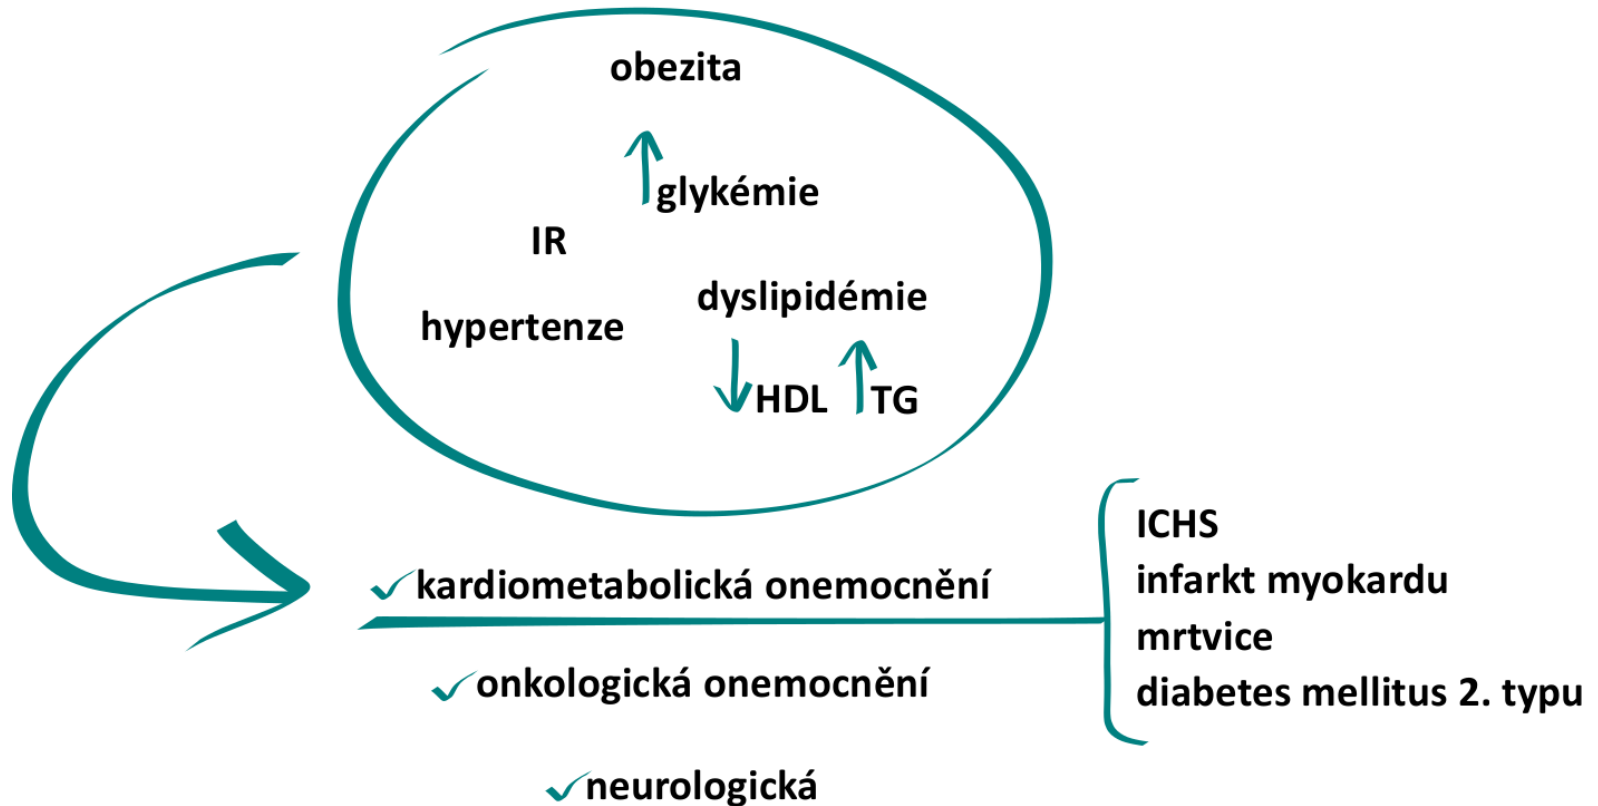 obezita
glykémie
IR
dyslipidémie
hypertenze
HDL TG
ICHS
kardiometabolická onemocnění
infarkt myokardu
mrtvice
onkologická onemocnění
diabetes mellitus 2. typu
neurologická